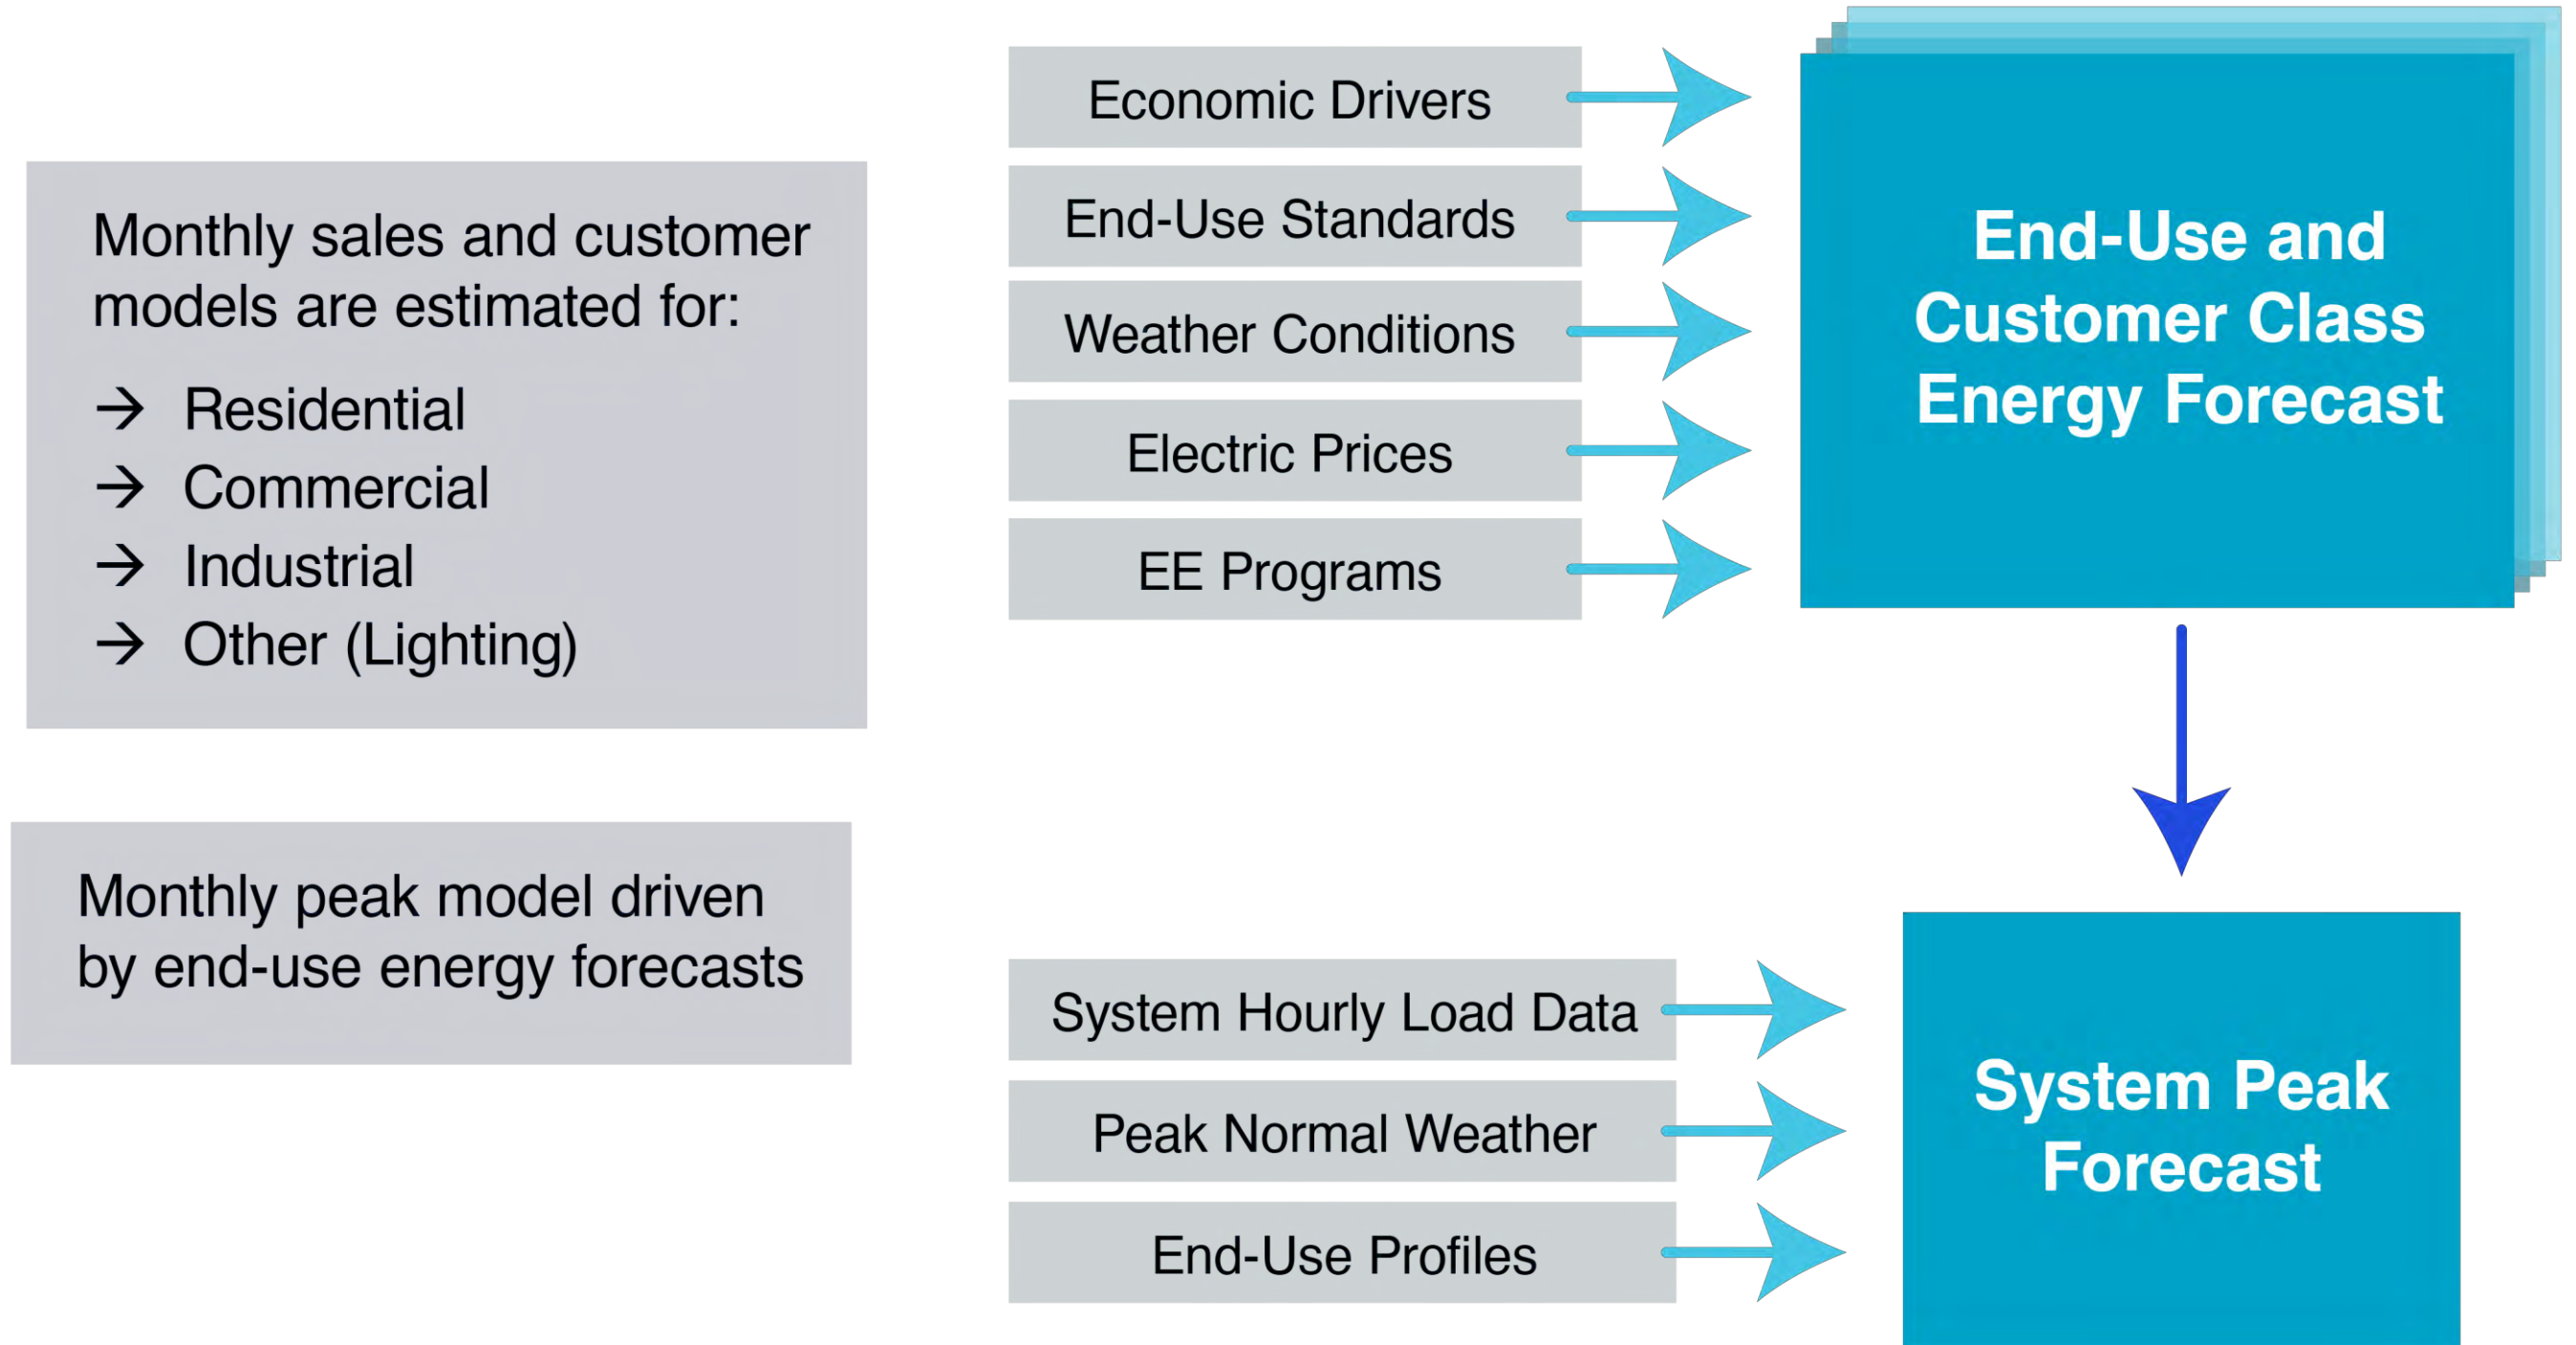 Monthly sales and customer
models are estimated for:
→ Residential
→ Commercial
→ Industrial
→ Other (Lighting)
Economic Drivers
End-Use Standards
Weather Conditions
Electric Prices
EE Programs
End-Use and
Customer Class
Energy Forecast
Monthly peak model driven
by end-use energy forecasts
System Hourly Load Data
Peak Normal Weather
End-Use Profiles
System Peak
Forecast